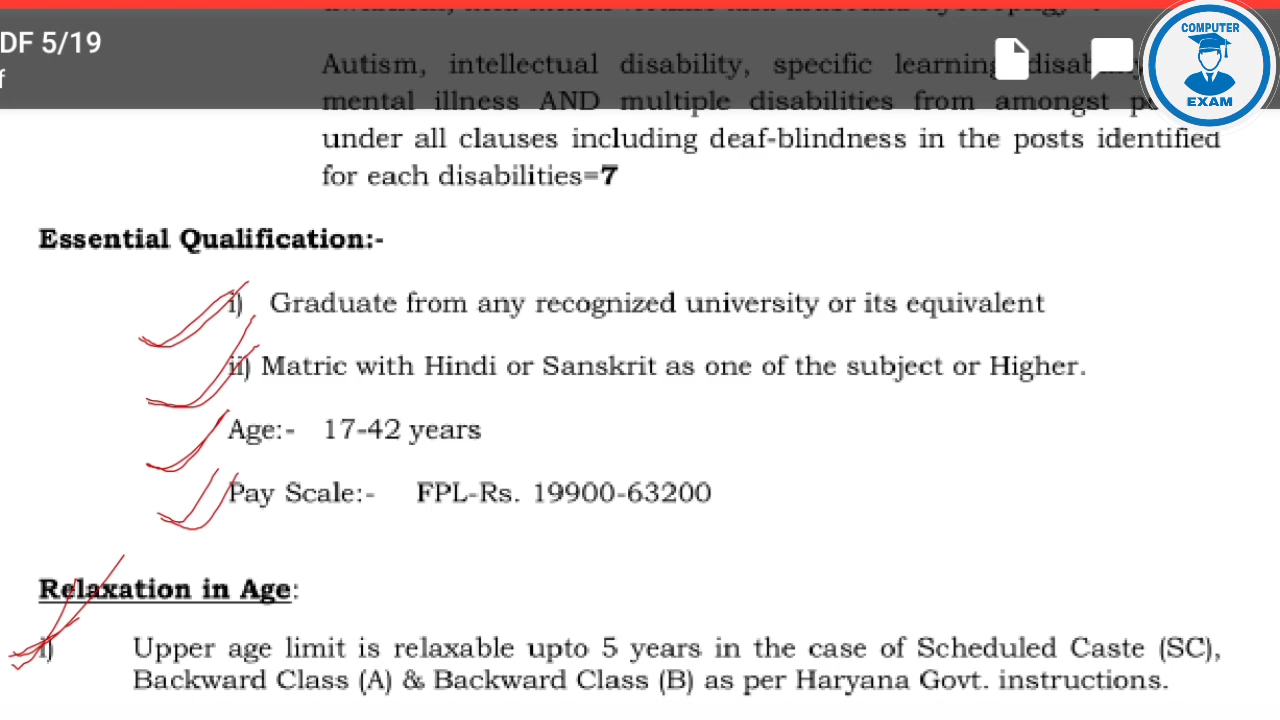 DF 5/19
f
COMPUTER
EXAM
Autism, intellectual disability, specific learning
mental illness AND multiple disabilities from amongst
under all clauses including deaf-blindness in the posts identified
for each disabilities=7
Essential Qualification:-
i) Graduate from any recognized university or its equivalent
ii) Matric with Hindi or Sanskrit as one of the subject or Higher.
Age:- 17-42 years
Pay Scale:- FPL-Rs. 19900-63200
Relaxation in Age:
i) Upper age limit is relaxable upto 5 years in the case of Scheduled Caste (SC),
Backward Class (A) & Backward Class (B) as per Haryana Govt. instructions.